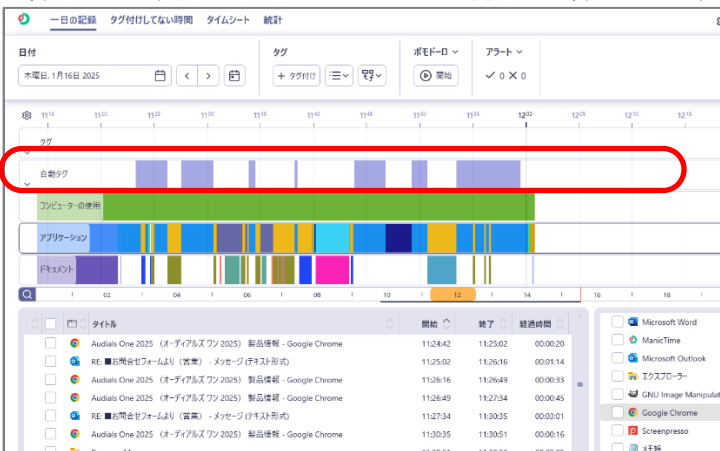 一日の記録 タグ付けしてない時間 タイムシート 統計
日付 タグ ポモドーロ アラート
木曜日, 1月16日 2025 + タグ付け 開始 ✓ 0 X 0
11:15 11:20 11:25 11:30 11:35 11:40 11:45 11:50 11:55 12:00 12:05 12:10 12:15
タグ
自動タグ
コンピューターの使用
アプリケーション
ドキュメント
02 04 06 08 10 12 14 16 18
タイトル 開始 終了 経過時間
Audials One 2025 （オーディアルズ ワン 2025） 製品情報 - Google Chrome 11:24:42 11:25:02 00:00:20
RE: ■お問合せフォームより（営業） - メッセージ (テキスト形式) 11:25:02 11:26:16 00:01:14
Audials One 2025 （オーディアルズ ワン 2025） 製品情報 - Google Chrome 11:26:16 11:26:49 00:00:33
Audials One 2025 （オーディアルズ ワン 2025） 製品情報 - Google Chrome 11:26:49 11:27:34 00:00:45
RE: ■お問合せフォームより（営業） - メッセージ (テキスト形式) 11:27:34 11:30:35 00:03:01
Audials One 2025 （オーディアルズ ワン 2025） 製品情報 - Google Chrome 11:30:35 11:30:51 00:00:16
Microsoft Word
ManicTime
Microsoft Outlook
エクスプローラー
GNU Image Manipulat
Google Chrome
Screenpresso